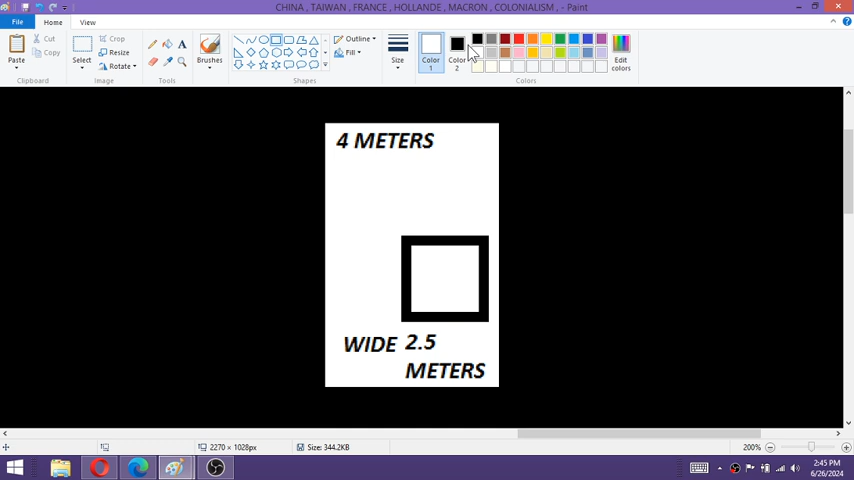 CHINA , TAIWAN , FRANCE , HOLLANDE , MACRON , COLONIALISM , . - Paint
File Home View
Paste
Cut
Copy
Clipboard
Select
Crop
Resize
Rotate
Image
A
Tools
Brushes
Outline
Fill
Shapes
Size
Color
1
Color
2
Edit
colors
Colors
4 METERS
WIDE 2.5
METERS
2270 × 1028px
Size: 344.2KB
200%
2:45 PM
6/26/2024